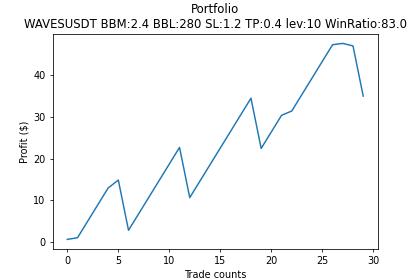 Portfolio
WAVESUSDT BBM:2.4 BBL:280 SL:1.2 TP:0.4 lev:10 WinRatio:83.0
Profit ($)
40
30
20
10
0
0 5 10 15 20 25 30
Trade counts